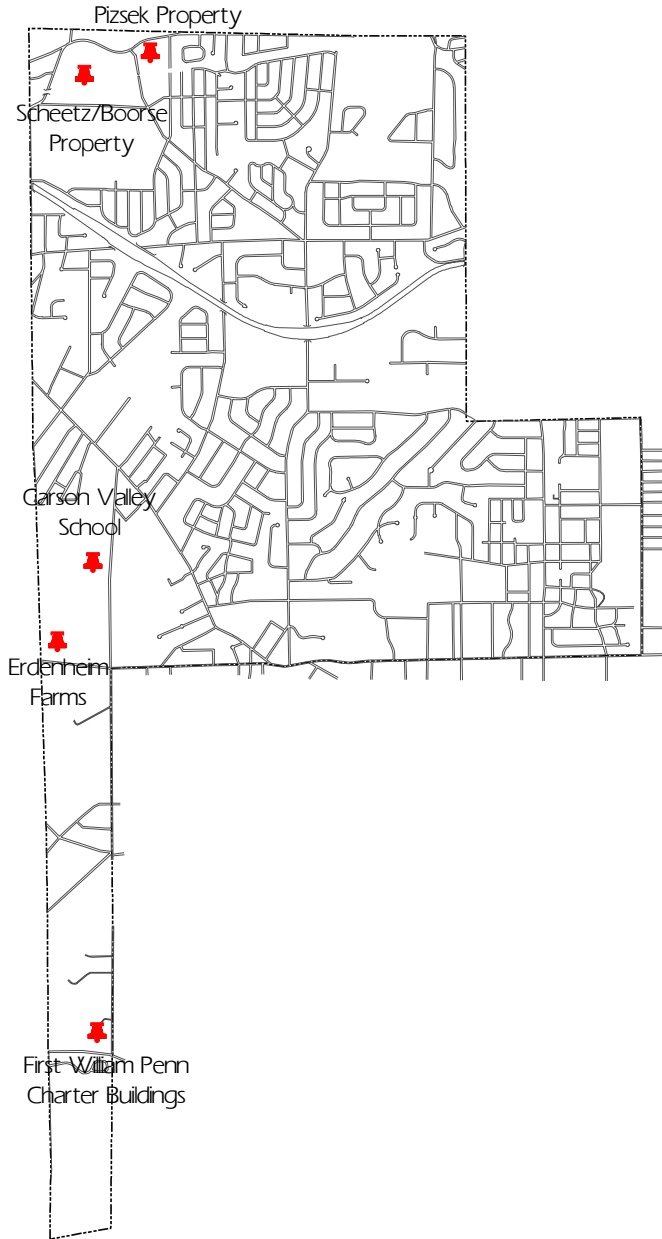 Pizsek Property
Scheetz/Boorse
Property
Carson Valley
School
Erdenheim
Farms
First William Penn
Charter Buildings